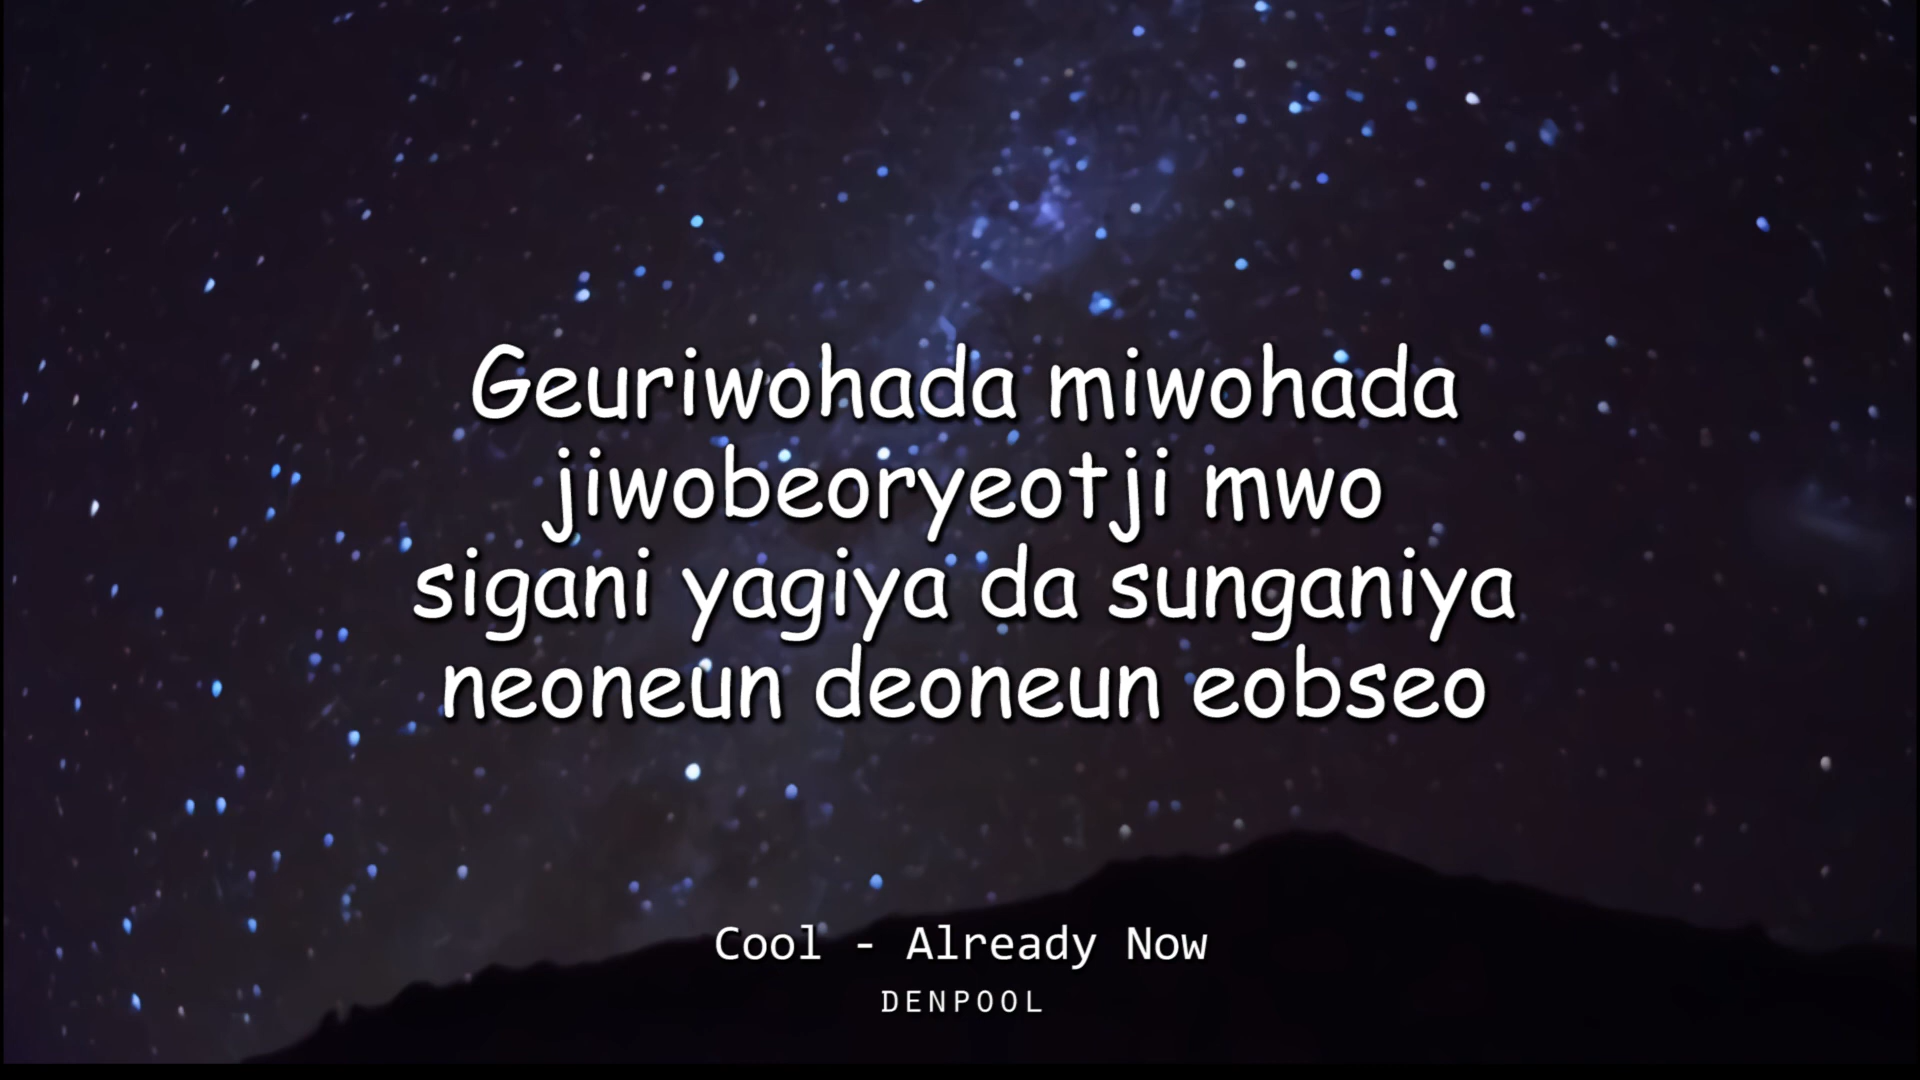 Geuriwohada miwohada
jiwobeoryeotji mwo
sigani yagiya da sunganiya
neoneun deoneun eobseo
Cool - Already Now
DENPOOL